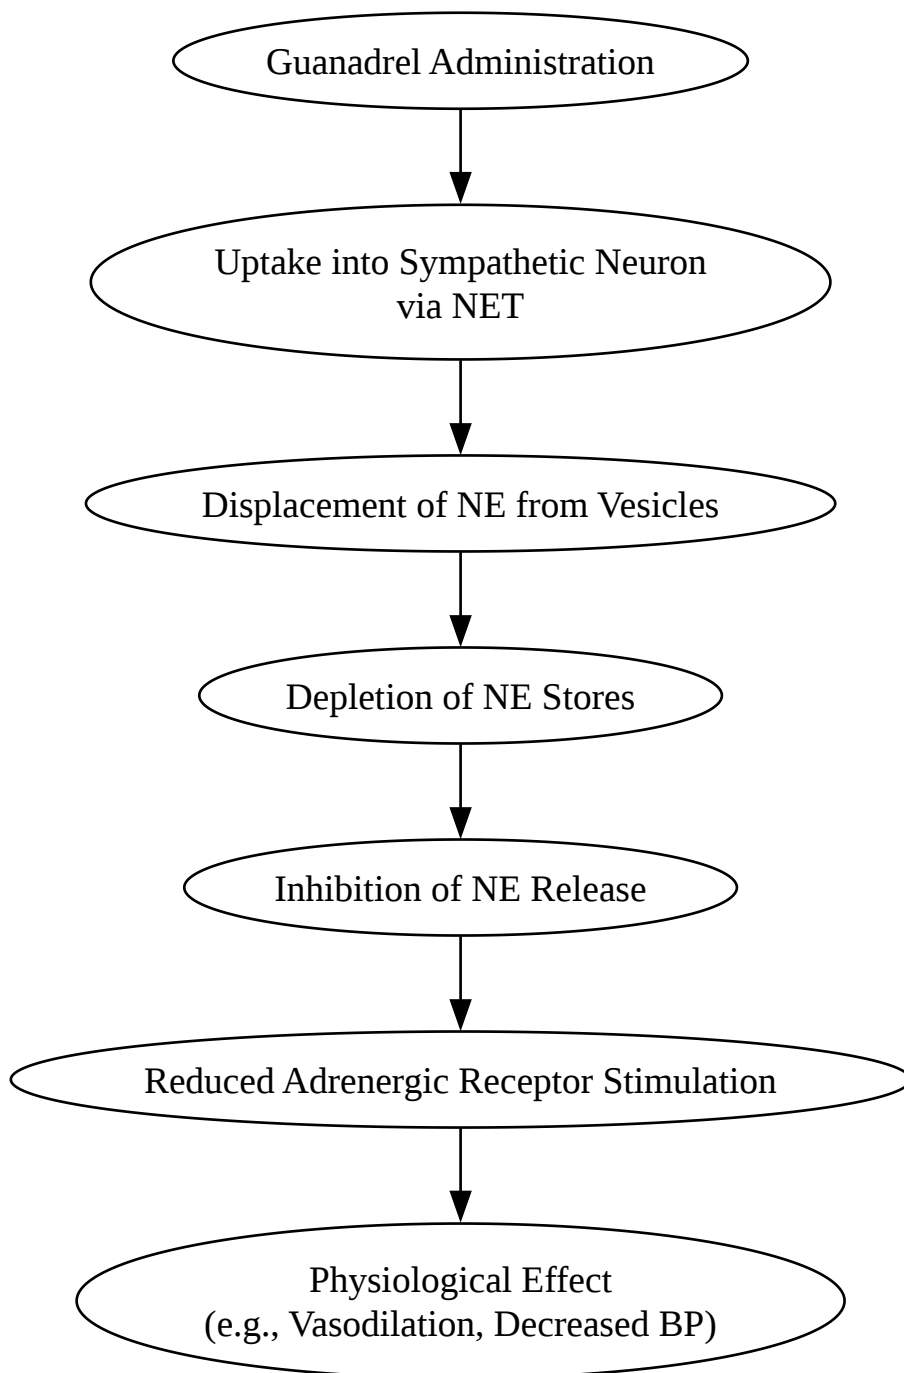 Guanadrel Administration
Uptake into Sympathetic Neuron
via NET
Displacement of NE from Vesicles
Depletion of NE Stores
Inhibition of NE Release
Reduced Adrenergic Receptor Stimulation
Physiological Effect
(e.g., Vasodilation, Decreased BP)